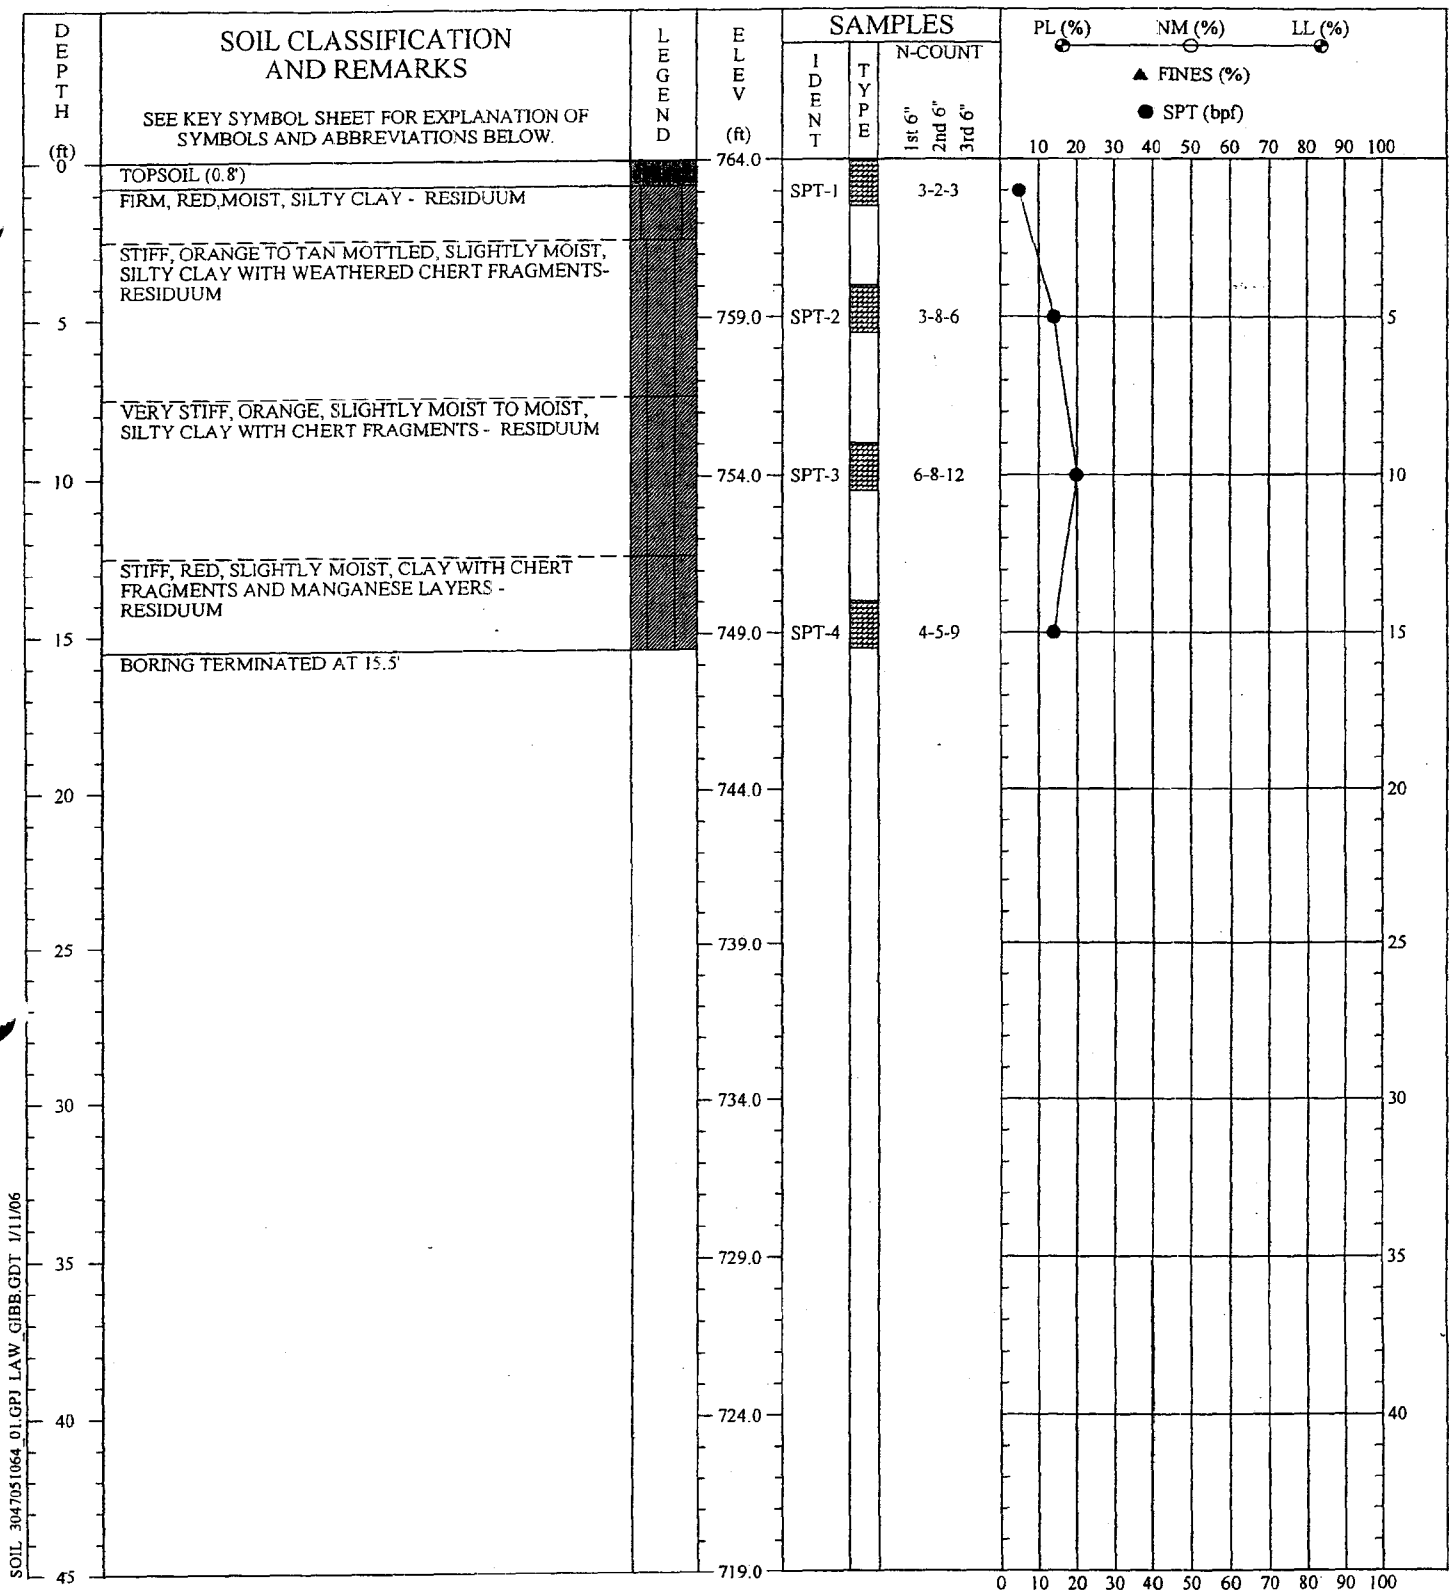 DEPTH (ft)
SOIL CLASSIFICATION
AND REMARKS
SEE KEY SYMBOL SHEET FOR EXPLANATION OF
SYMBOLS AND ABBREVIATIONS BELOW.
LEGEND
ELEV (ft)
SAMPLES
IDENT
TYPE
N-COUNT
1st 6"
2nd 6"
3rd 6"
PL (%) NM (%) LL (%)
▲ FINES (%)
● SPT (bpf)
10 20 30 40 50 60 70 80 90 100
0 764.0
TOPSOIL (0.8')
FIRM, RED,MOIST, SILTY CLAY - RESIDUUM
SPT-1 3-2-3
STIFF, ORANGE TO TAN MOTTLED, SLIGHTLY MOIST,
SILTY CLAY WITH WEATHERED CHERT FRAGMENTS-
RESIDUUM
5 759.0 SPT-2 3-8-6 5
VERY STIFF, ORANGE, SLIGHTLY MOIST TO MOIST,
SILTY CLAY WITH CHERT FRAGMENTS - RESIDUUM
10 754.0 SPT-3 6-8-12 10
STIFF, RED, SLIGHTLY MOIST, CLAY WITH CHERT
FRAGMENTS AND MANGANESE LAYERS -
RESIDUUM
15 749.0 SPT-4 4-5-9 15
BORING TERMINATED AT 15.5'
20 744.0 20
25 739.0 25
30 734.0 30
35 729.0 35
40 724.0 40
45 719.0
0 10 20 30 40 50 60 70 80 90 100
SOIL 3047051064_01.GPJ LAW_GIBB.GDT 1/11/06